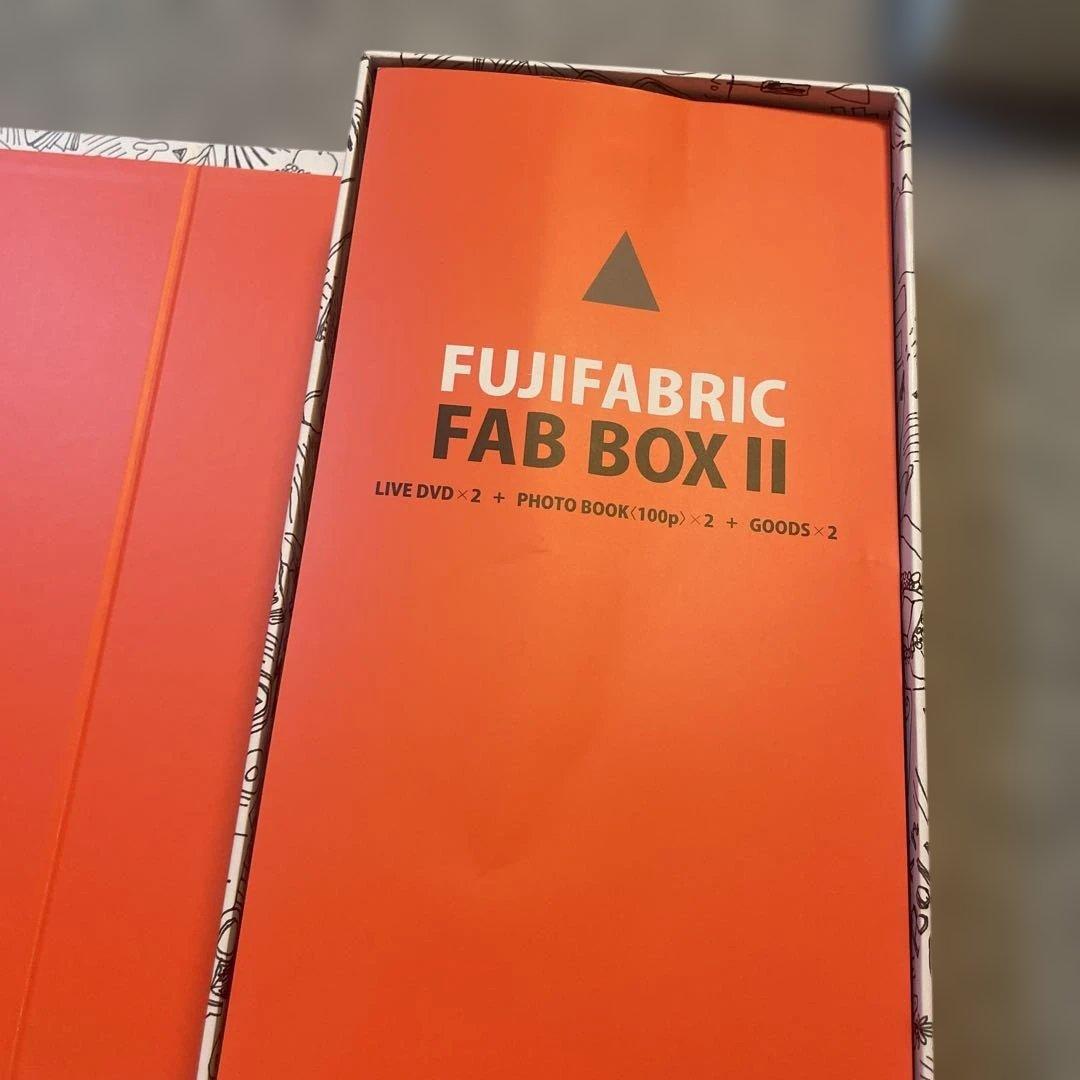 FUJIFABRIC
FAB BOX II
LIVE DVD×2 + PHOTO BOOK〈100p〉×2 + GOODS×2